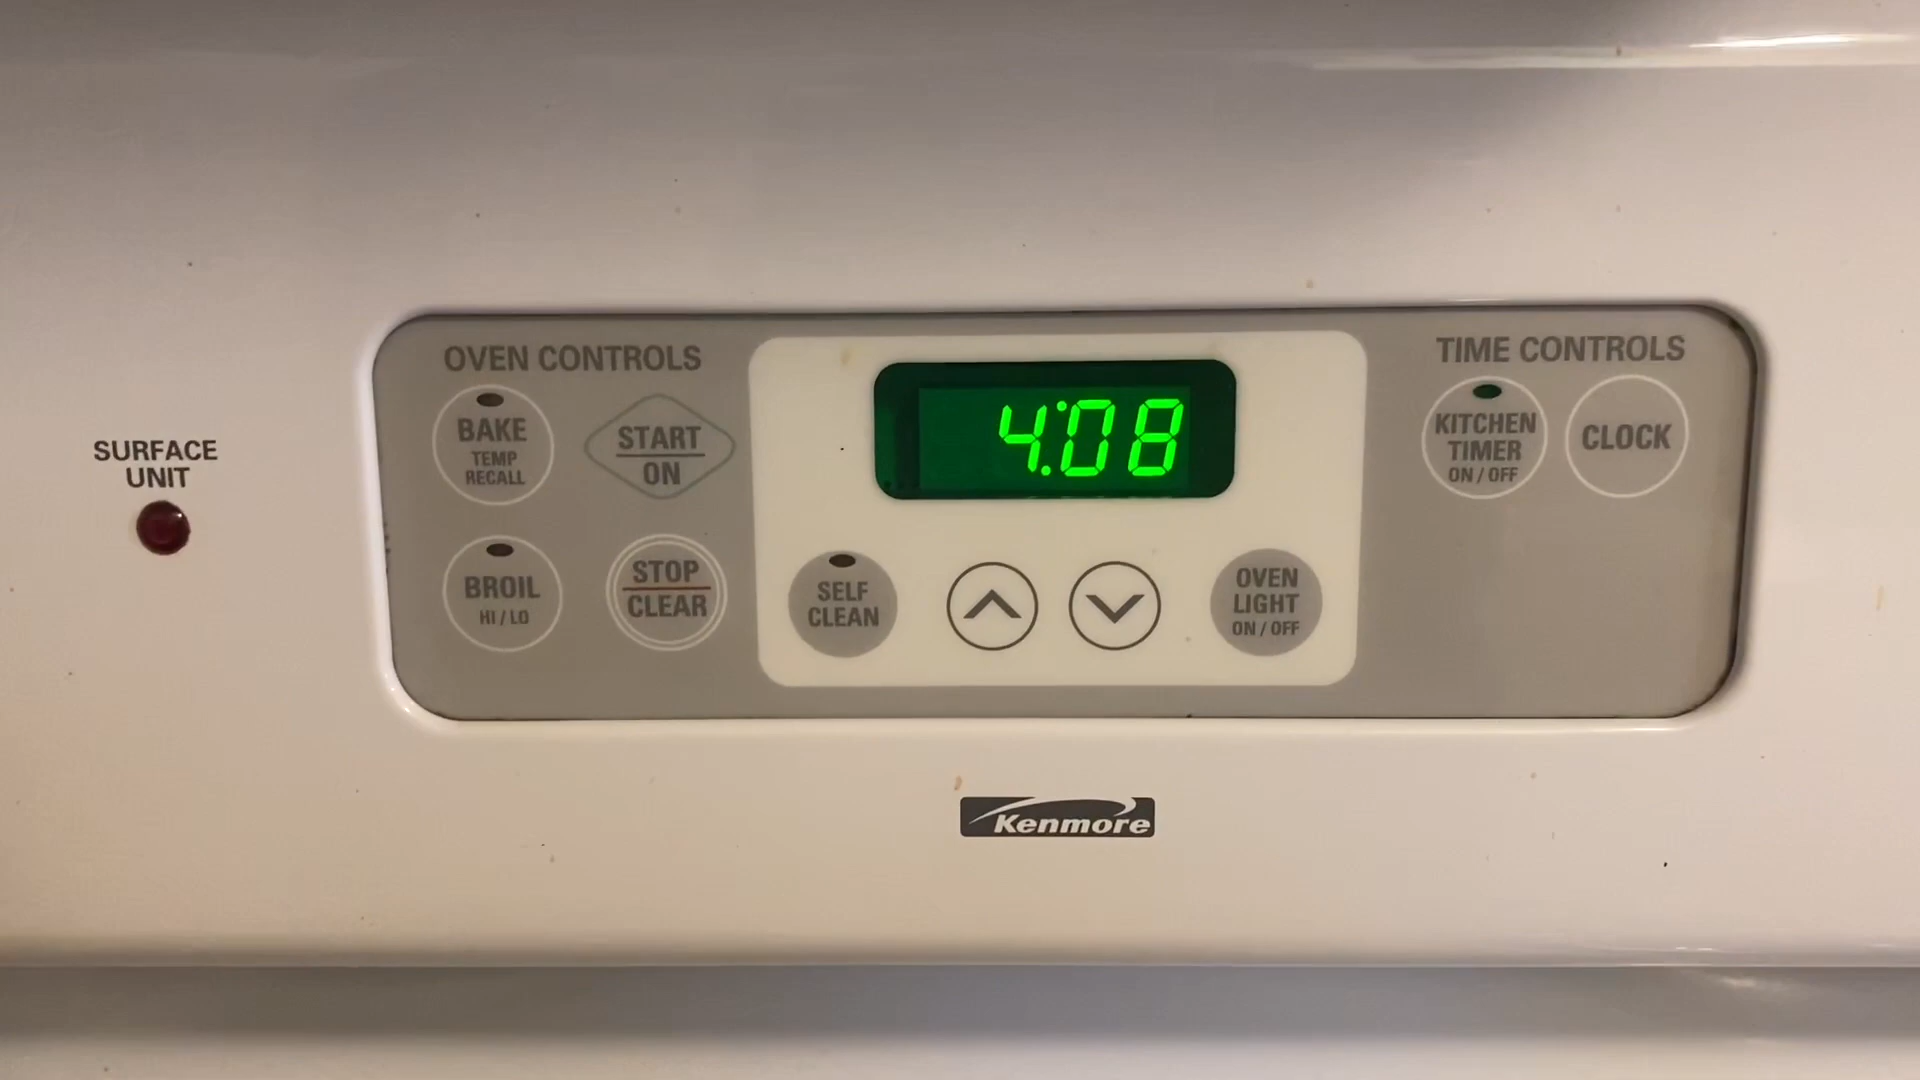 OVEN CONTROLS
BAKE
TEMP
RECALL
START
ON
BROIL
HI / LO
STOP
CLEAR
SURFACE
UNIT
4:08
SELF
CLEAN
OVEN
LIGHT
ON / OFF
TIME CONTROLS
KITCHEN
TIMER
ON / OFF
CLOCK
Kenmore